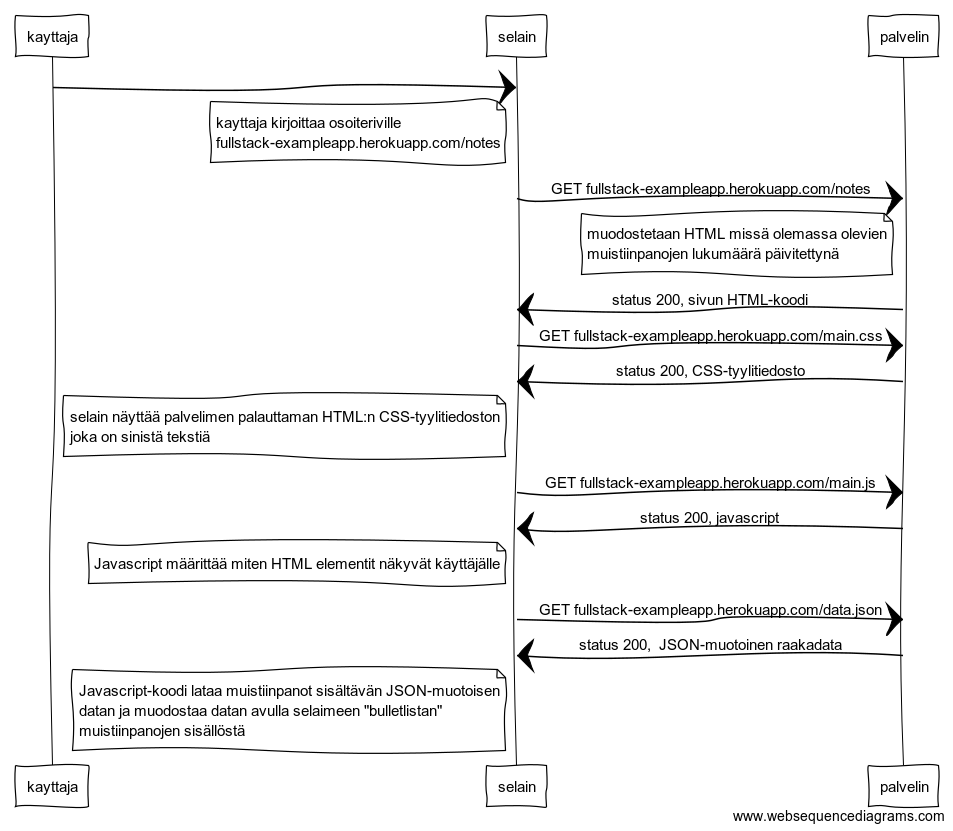 kayttaja
selain
palvelin
kayttaja kirjoittaa osoiteriville
fullstack-exampleapp.herokuapp.com/notes
GET fullstack-exampleapp.herokuapp.com/notes
muodostetaan HTML missä olemassa olevien
muistiinpanojen lukumäärä päivitettynä
status 200, sivun HTML-koodi
GET fullstack-exampleapp.herokuapp.com/main.css
status 200, CSS-tyylitiedosto
selain näyttää palvelimen palauttaman HTML:n CSS-tyylitiedoston
joka on sinistä tekstiä
GET fullstack-exampleapp.herokuapp.com/main.js
status 200, javascript
Javascript määrittää miten HTML elementit näkyvät käyttäjälle
GET fullstack-exampleapp.herokuapp.com/data.json
status 200,  JSON-muotoinen raakadata
Javascript-koodi lataa muistiinpanot sisältävän JSON-muotoisen
datan ja muodostaa datan avulla selaimeen "bulletlistan"
muistiinpanojen sisällöstä
kayttaja
selain
palvelin
www.websequencediagrams.com